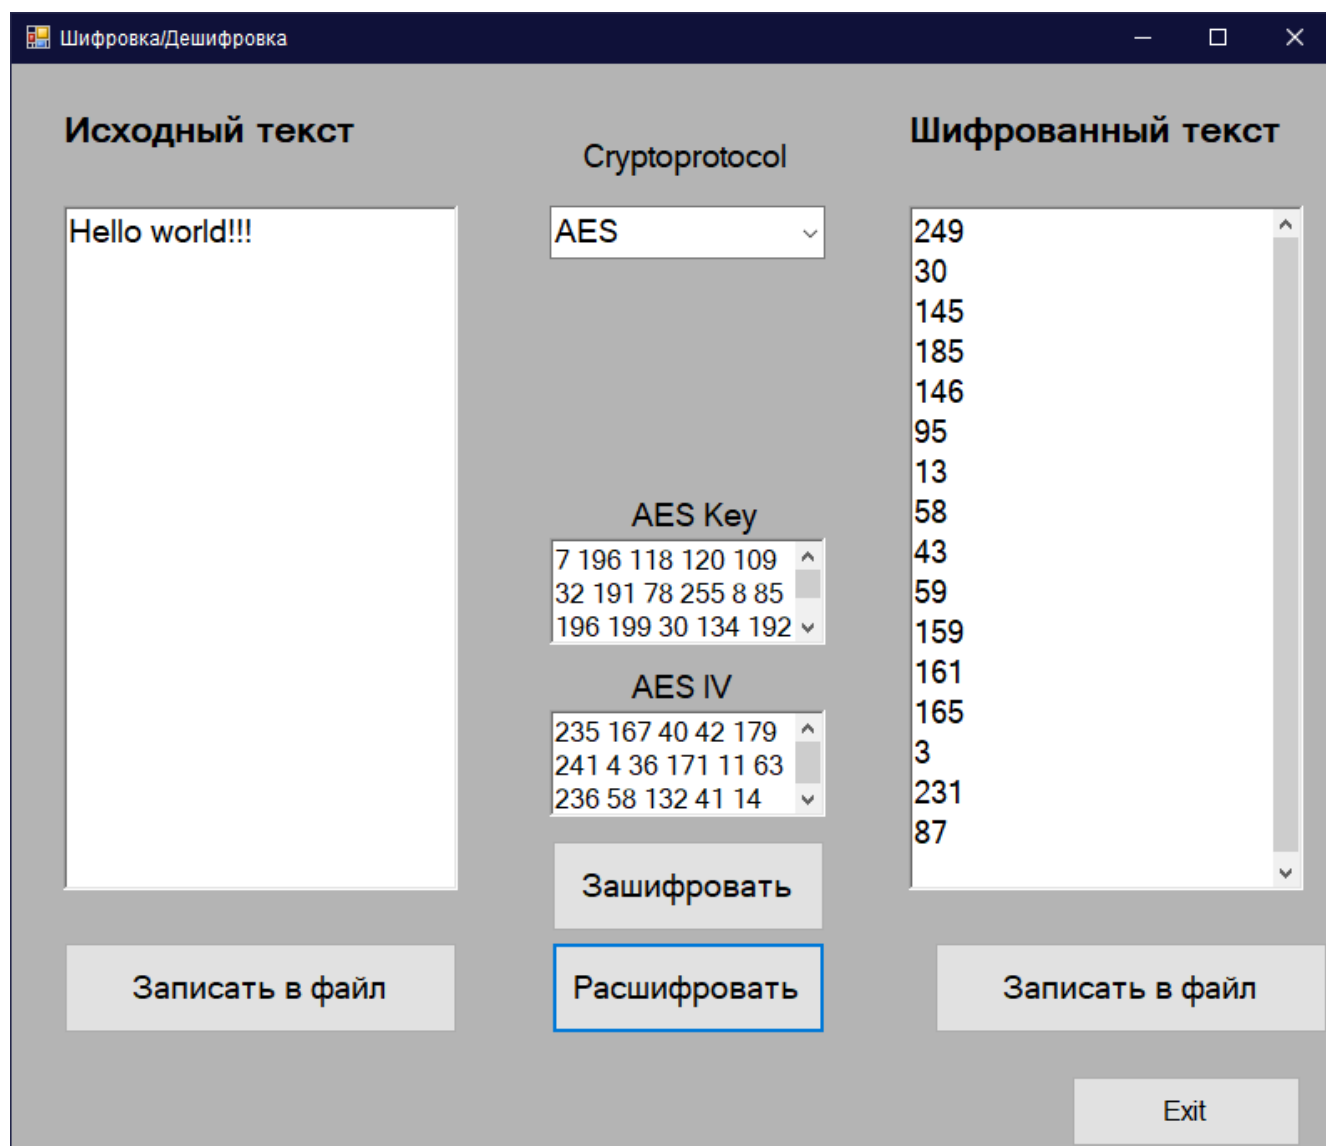 Шифровка/Дешифровка
Исходный текст
Hello world!!!
Записать в файл
Cryptoprotocol
AES
AES Key
7 196 118 120 109
32 191 78 255 8 85
196 199 30 134 192
AES IV
235 167 40 42 179
241 4 36 171 11 63
236 58 132 41 14
Зашифровать
Расшифровать
Шифрованный текст
249
30
145
185
146
95
13
58
43
59
159
161
165
3
231
87
Записать в файл
Exit